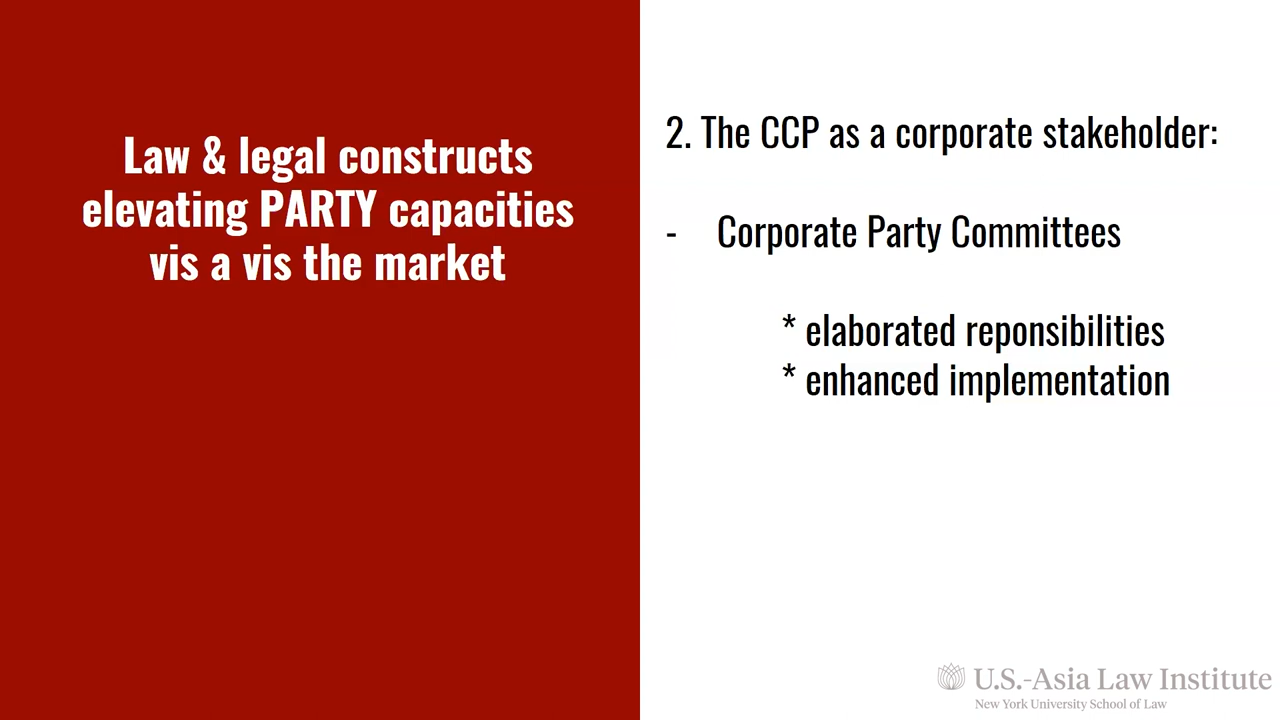 Law & legal constructs
elevating PARTY capacities
vis a vis the market
2. The CCP as a corporate stakeholder:
- Corporate Party Committees
* elaborated reponsibilities
* enhanced implementation
U.S.-Asia Law Institute
New York University School of Law